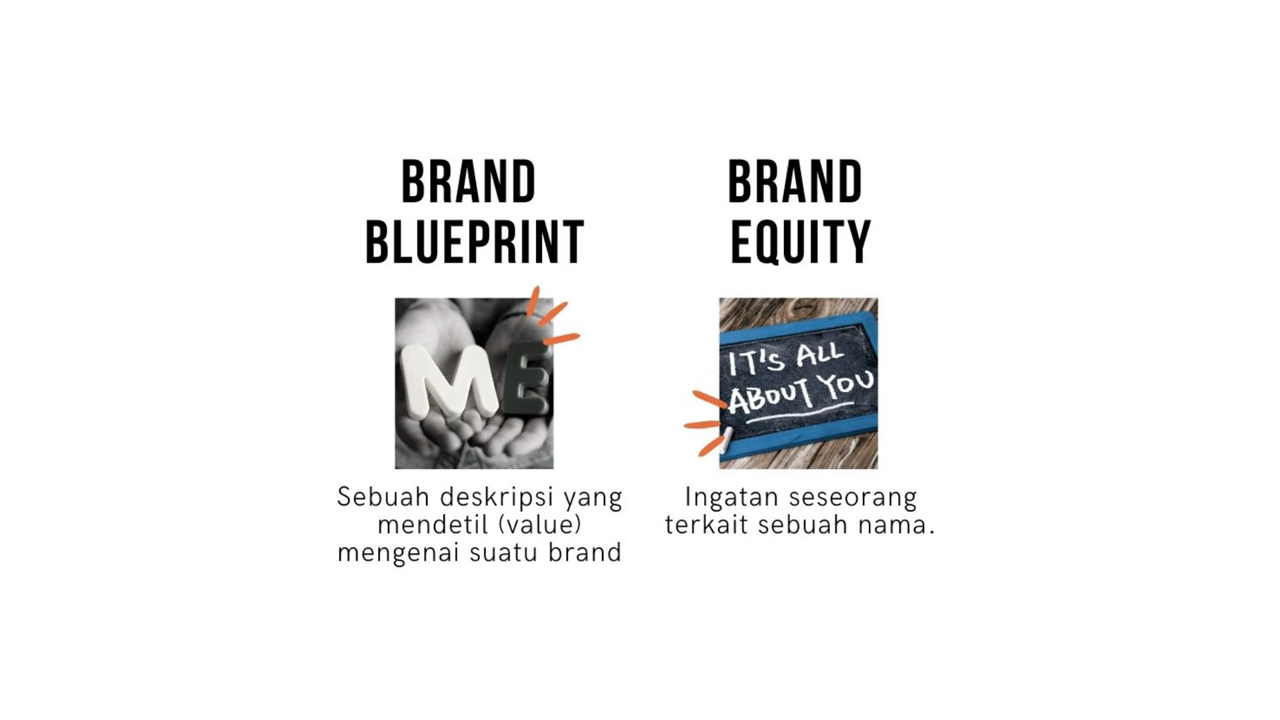 BRAND
BLUEPRINT
ME
Sebuah deskripsi yang
mendetil (value)
mengenai suatu brand
BRAND
EQUITY
IT'S ALL
ABOUT YOU
Ingatan seseorang
terkait sebuah nama.